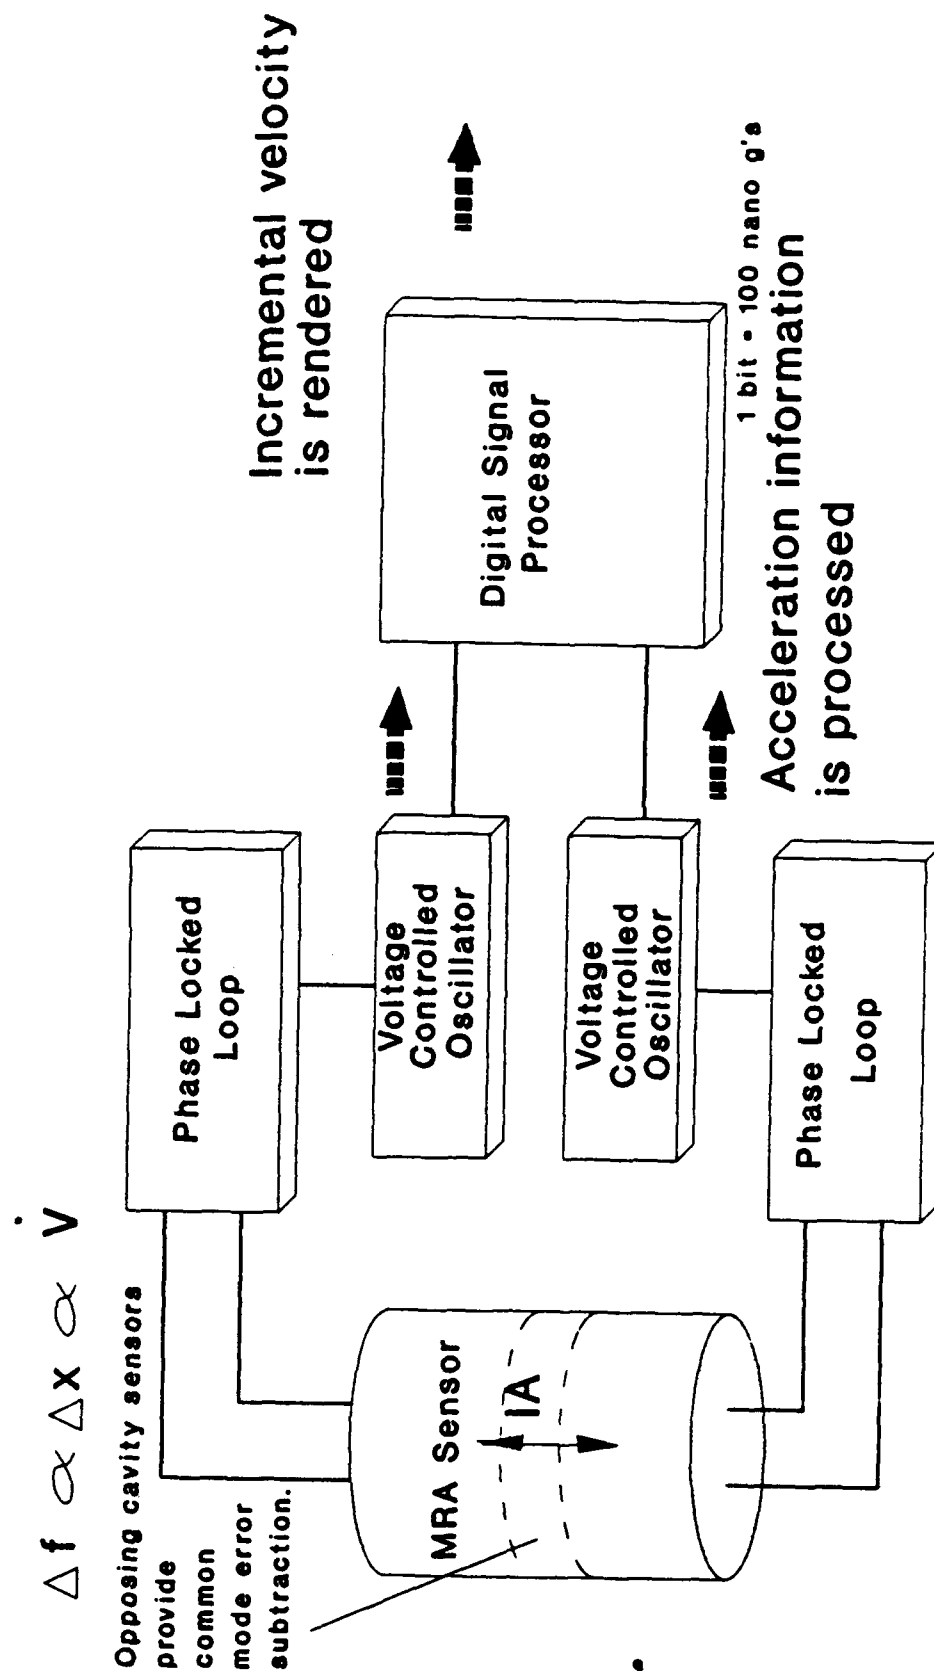 Δf ∝ Δx ∝ V̇
Opposing cavity sensors
provide
common
mode error
subtraction.
MRA Sensor
IA
Phase Locked
Loop
Voltage
Controlled
Oscillator
Voltage
Controlled
Oscillator
Phase Locked
Loop
Digital Signal
Processor
Incremental velocity
is rendered
1 bit = 100 nano g's
Acceleration information
is processed